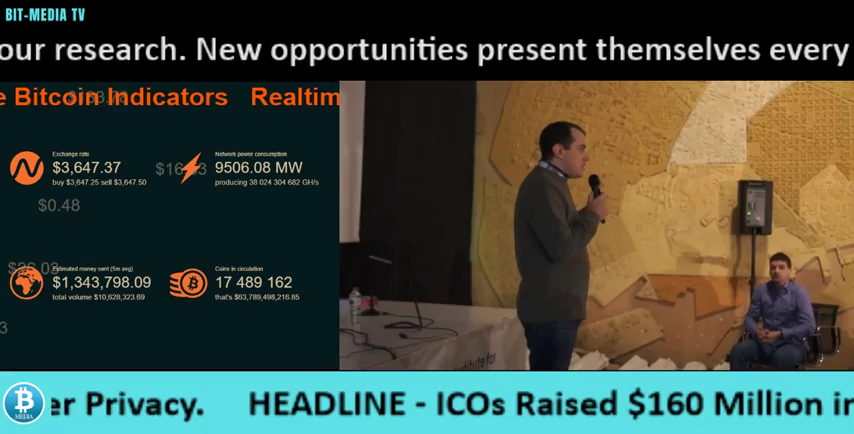 BIT-MEDIA TV
our research. New opportunities present themselves every
e Bitcoin Indicators Realtim
Exchange rate
$3,647.37
buy $3,647.25 sell $3,647.50
Network power consumption
9506.08 MW
producing 38 024 304 682 GH/s
$0.48
Estimated money sent (5m avg)
$1,343,798.09
total volume $10,628,323.69
Coins in circulation
17 489 162
that's $63,789,498,216.85
3
B
MEDIA
er Privacy. HEADLINE - ICOs Raised $160 Million in